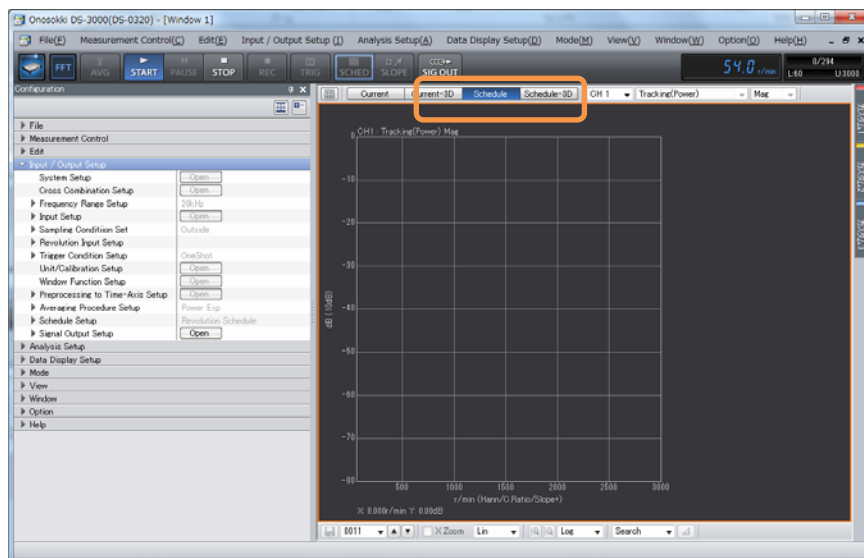 Onosokki DS-3000(DS-0320) - [Window 1]
File(F) Measurement Control(C) Edit(E) Input / Output Setup (I) Analysis Setup(A) Data Display Setup(D) Mode(M) View(V) Window(W) Option(O) Help(H)
FFT AVG START PAUSE STOP REC TRIG SCHED SLOPE SIG OUT 54.0 r/min 0/294
L:60 U:3000
Configuration
Current Current-3D Schedule Schedule-3D CH 1 Tracking(Power) Mag
File
Measurement Control
Edit
Input / Output Setup
System Setup Open
Cross Combination Setup Open
Frequency Range Setup 20kHz
Input Setup Open
Sampling Condition Set Outside
Revolution Input Setup
Trigger Condition Setup OneShot
Unit/Calibration Setup Open
Window Function Setup Open
Preprocessing to Time-Axis Setup Open
Averaging Procedure Setup Power Exp.
Schedule Setup Revolution Schedule
Signal Output Setup Open
Analysis Setup
Data Display Setup
Mode
View
Window
Option
Help
CH1 : Tracking(Power) Mag
0
-10
-20
-30
-40
-50
-60
-70
-80
dB (10dB)
500 1000 1500 2000 2500 3000
r/min (Hann/O.Ratio/Slope+)
X: 0.000r/min Y: 0.00dB
0011 X Zoom Lin Log Search